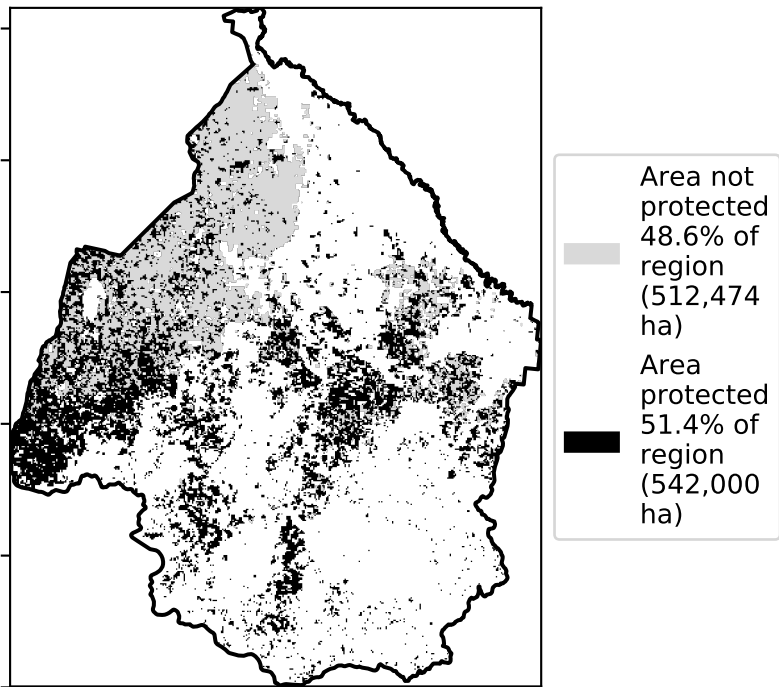 Area not
protected
48.6% of
region
(512,474
ha)
Area
protected
51.4% of
region
(542,000
ha)